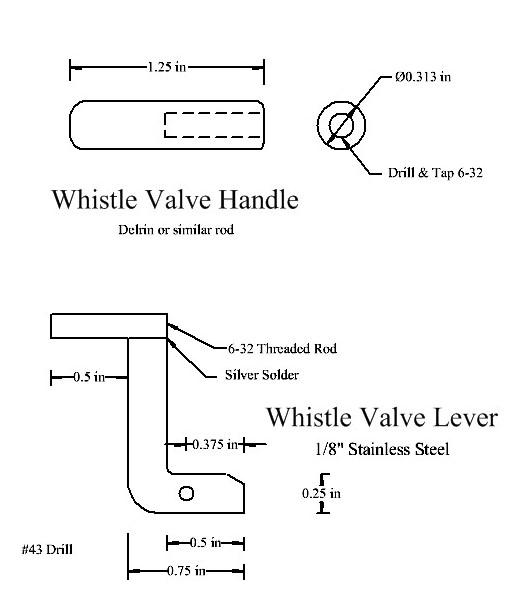 1.25 in
Ø0.313 in
Drill & Tap 6-32
Whistle Valve Handle
Delrin or similar rod
6-32 Threaded Rod
Silver Solder
0.5 in
Whistle Valve Lever
0.375 in
1/8" Stainless Steel
0.25 in
0.5 in
#43 Drill
0.75 in